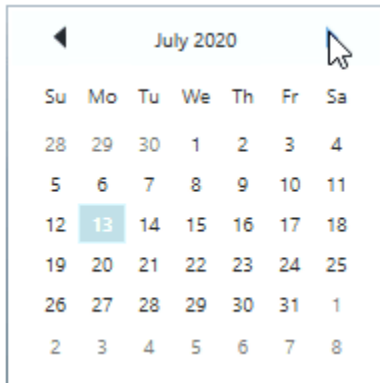 July 2020
Su Mo Tu We Th Fr Sa
28 29 30 1 2 3 4
5 6 7 8 9 10 11
12 13 14 15 16 17 18
19 20 21 22 23 24 25
26 27 28 29 30 31 1
2 3 4 5 6 7 8